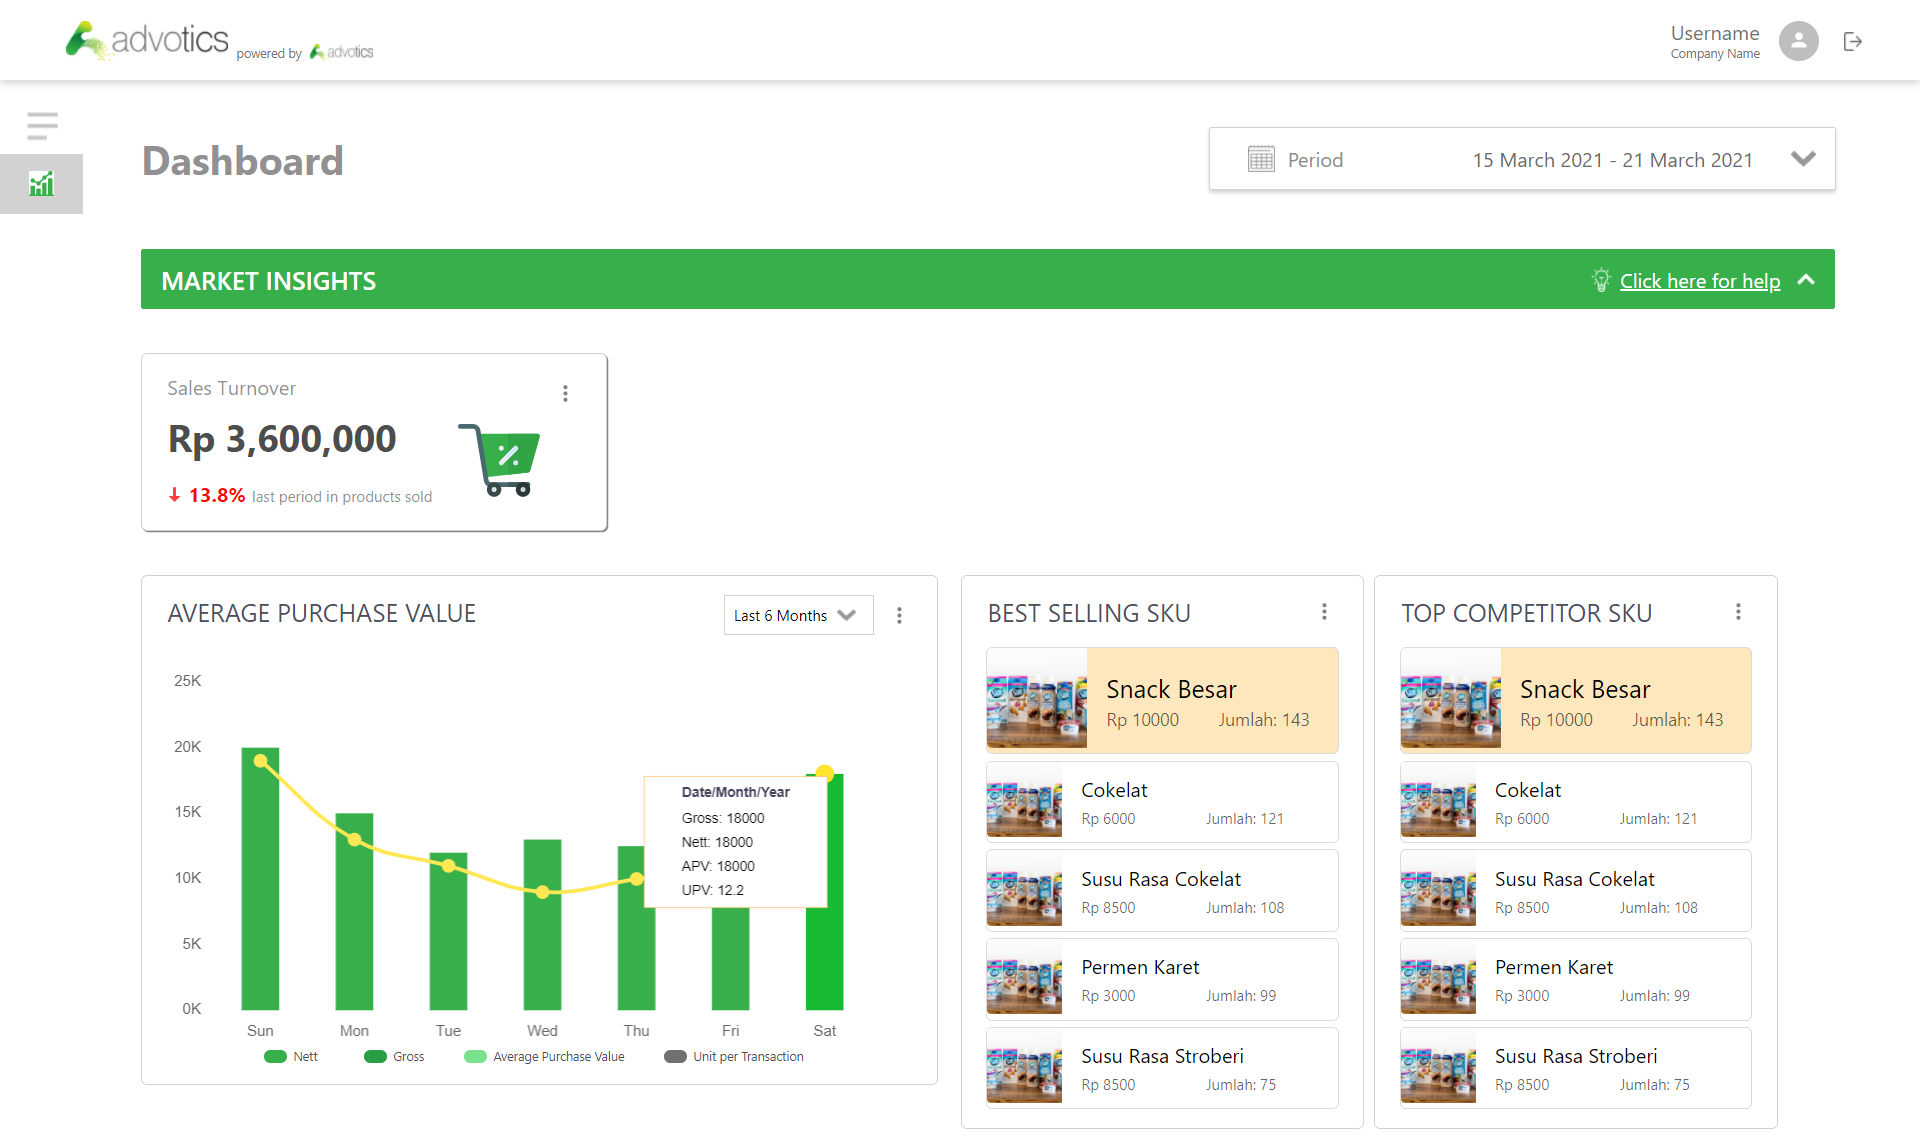 advotics powered by advotics
Username
Company Name
Dashboard
Period 15 March 2021 - 21 March 2021
MARKET INSIGHTS
Click here for help
Sales Turnover
Rp 3,600,000
13.8% last period in products sold
AVERAGE PURCHASE VALUE
Last 6 Months
25K
20K
15K
10K
5K
0K
Date/Month/Year
Gross: 18000
Nett: 18000
APV: 18000
UPV: 12.2
Sun Mon Tue Wed Thu Fri Sat
Nett Gross Average Purchase Value Unit per Transaction
BEST SELLING SKU
Snack Besar
Rp 10000 Jumlah: 143
Cokelat
Rp 6000 Jumlah: 121
Susu Rasa Cokelat
Rp 8500 Jumlah: 108
Permen Karet
Rp 3000 Jumlah: 99
Susu Rasa Stroberi
Rp 8500 Jumlah: 75
TOP COMPETITOR SKU
Snack Besar
Rp 10000 Jumlah: 143
Cokelat
Rp 6000 Jumlah: 121
Susu Rasa Cokelat
Rp 8500 Jumlah: 108
Permen Karet
Rp 3000 Jumlah: 99
Susu Rasa Stroberi
Rp 8500 Jumlah: 75